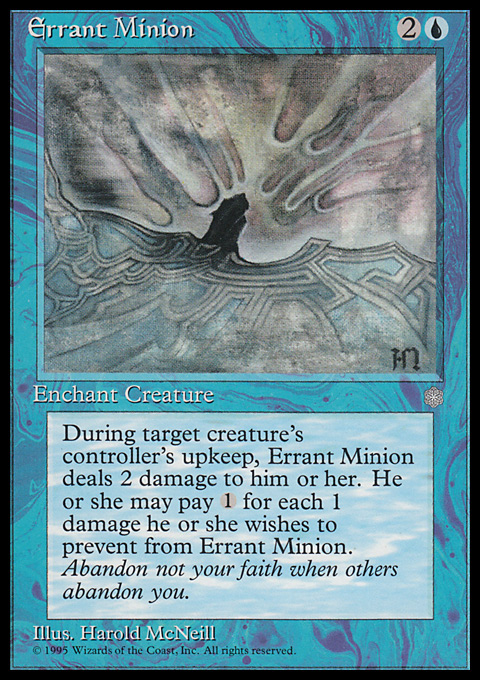 Errant Minion 2
HM
Enchant Creature
During target creature's
controller's upkeep, Errant Minion
deals 2 damage to him or her. He
or she may pay 1 for each 1
damage he or she wishes to
prevent from Errant Minion.
Abandon not your faith when others
abandon you.
Illus. Harold McNeill
© 1995 Wizards of the Coast, Inc. All rights reserved.